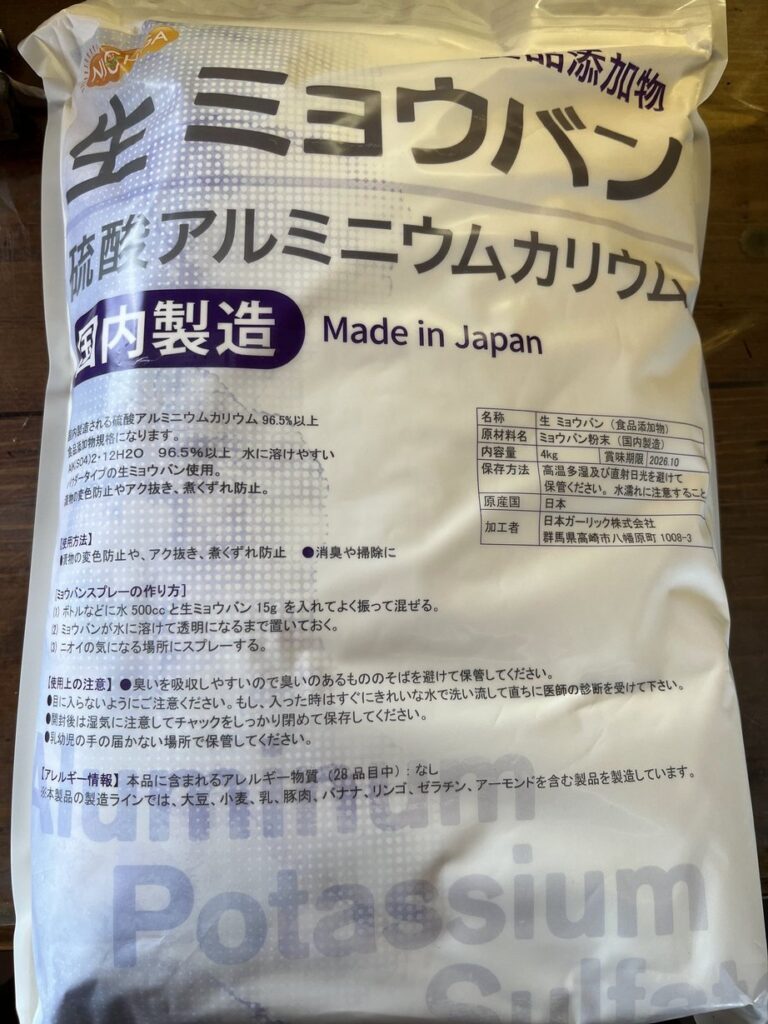 NICHIGA
食品添加物
生 ミョウバン
硫酸アルミニウムカリウム
国内製造 Made in Japan
国内製造される硫酸アルミニウムカリウム 96.5%以上
食品添加物規格になります。
AlK(SO4)2・12H2O 96.5%以上 水に溶けやすい
パウダータイプの生ミョウバン使用。
漬物の変色防止やアク抜き、煮くずれ防止。
名称 生 ミョウバン（食品添加物）
原材料名 ミョウバン粉末（国内製造）
内容量 4kg 賞味期限 2026.10
保存方法 高温多湿及び直射日光を避けて
保管ください。水濡れに注意すること
原産国 日本
加工者 日本ガーリック株式会社
群馬県高崎市八幡原町 1008-3
【使用方法】
●漬物の変色防止や、アク抜き、煮くずれ防止 ●消臭や掃除に
【ミョウバンスプレーの作り方】
(1) ボトルなどに水 500cc と生ミョウバン 15g を入れてよく振って混ぜる。
(2) ミョウバンが水に溶けて透明になるまで置いておく。
(3) ニオイの気になる場所にスプレーする。
【使用上の注意】 ●臭いを吸収しやすいので臭いのあるもののそばを避けて保管してください。
●目に入らないようにご注意ください。もし、入った時はすぐにきれいな水で洗い流して直ちに医師の診断を受けて下さい。
●開封後は湿気に注意してチャックをしっかり閉めて保存してください。
●乳幼児の手の届かない場所で保管してください。
【アレルギー情報】 本品に含まれるアレルギー物質（28 品目中）: なし
※本製品の製造ラインでは、大豆、小麦、乳、豚肉、バナナ、リンゴ、ゼラチン、アーモンドを含む製品を製造しています。
Aluminum
Potassium
Sulfate